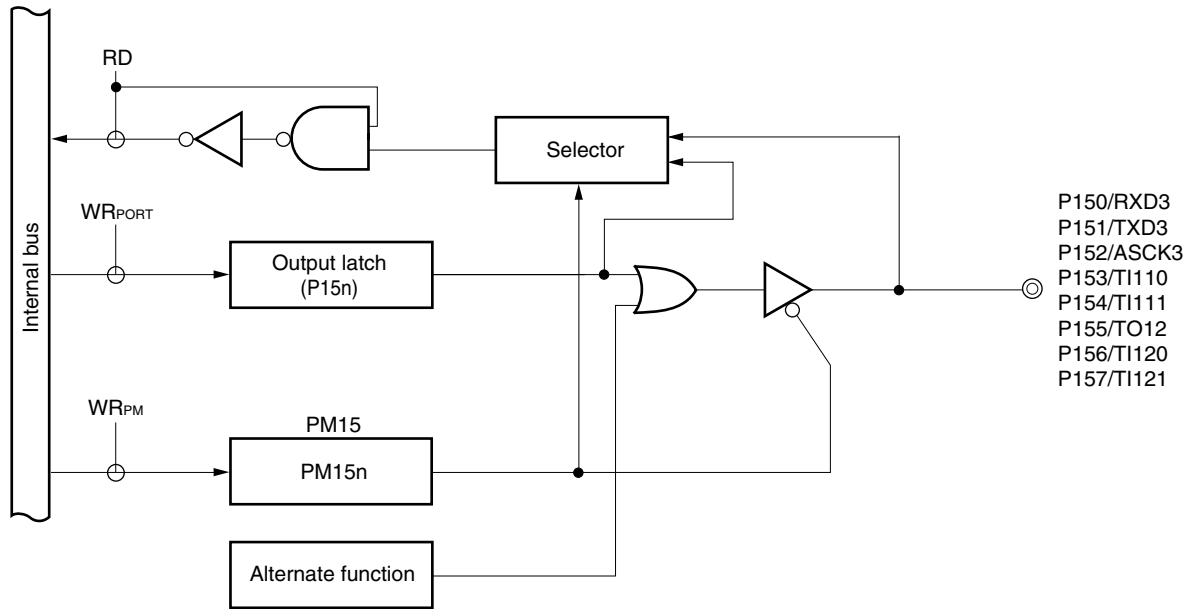 Internal bus
RD
Selector
WRPORT
Output latch
(P15n)
WRPM
PM15
PM15n
Alternate function
P150/RXD3
P151/TXD3
P152/ASCK3
P153/TI110
P154/TI111
P155/TO12
P156/TI120
P157/TI121